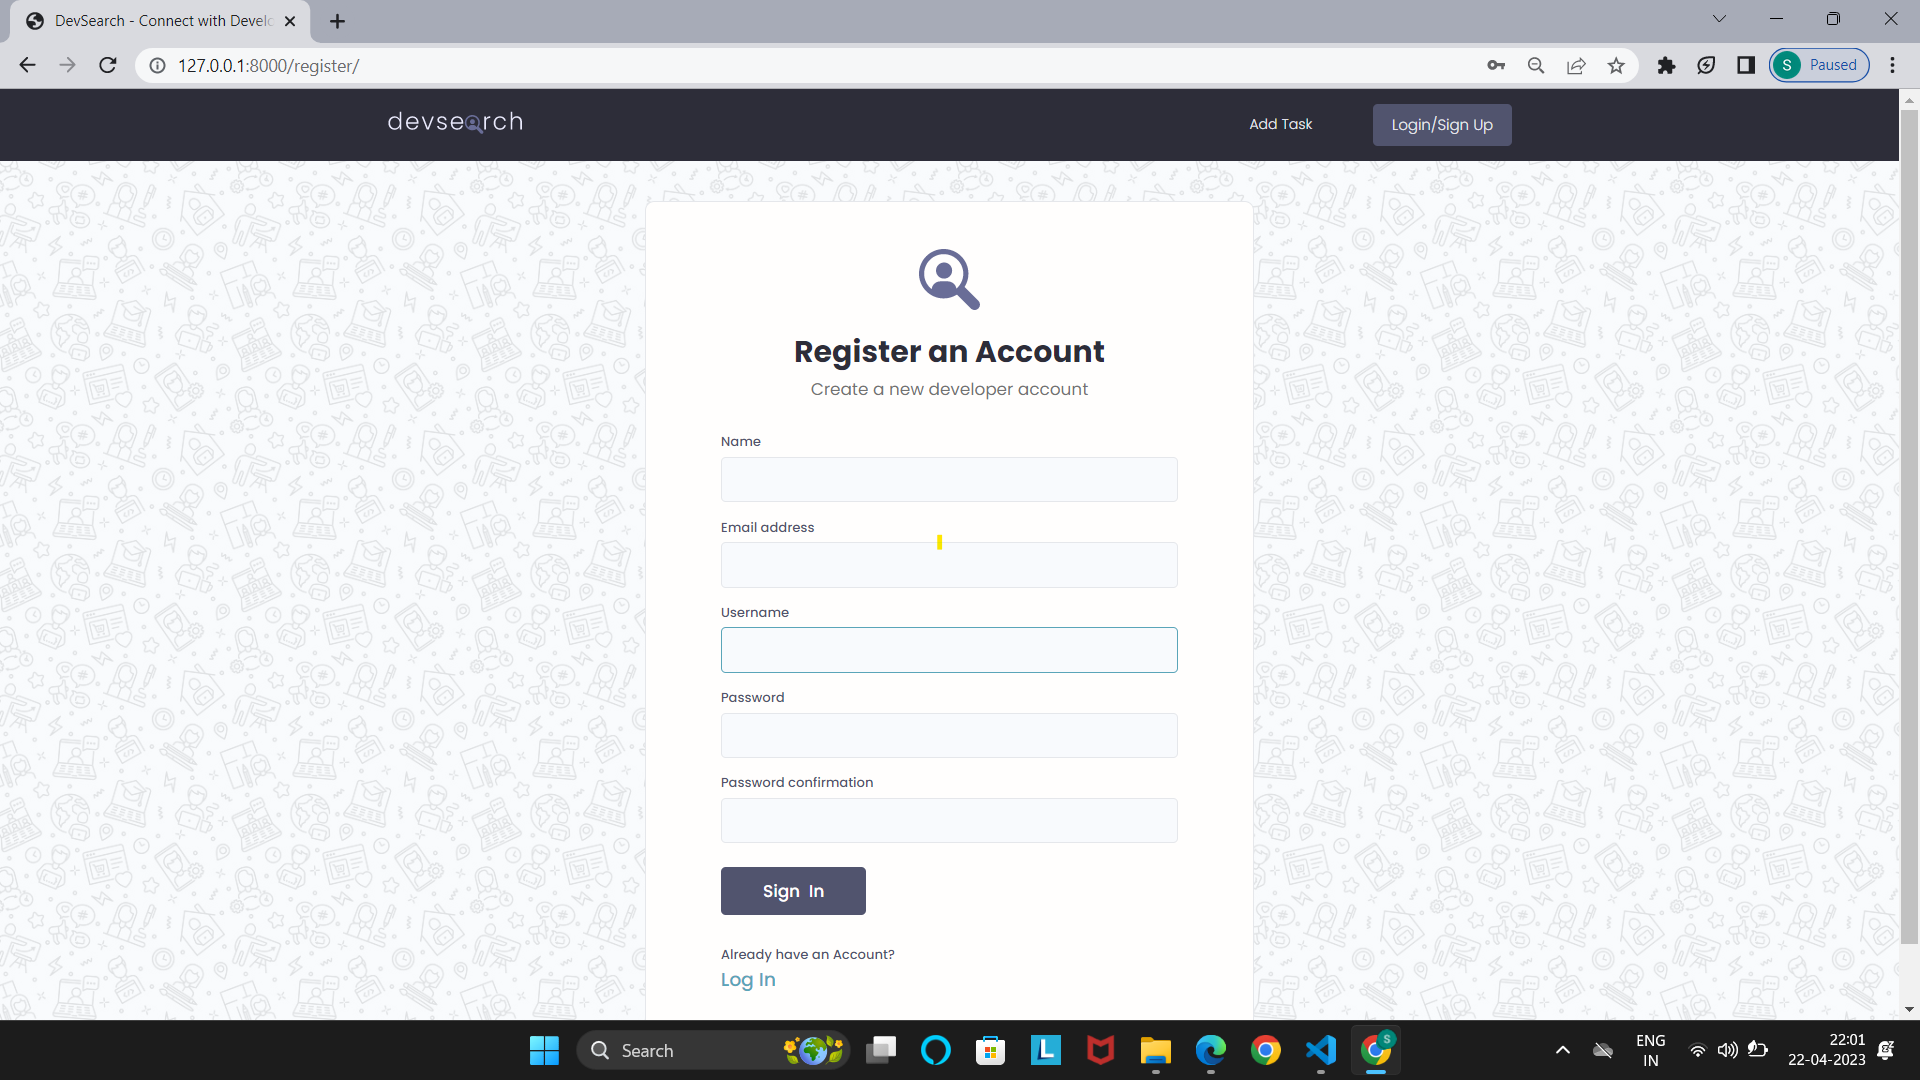 DevSearch - Connect with Develo
127.0.0.1:8000/register/
S Paused
devsearch
Add Task
Login/Sign Up
Register an Account
Create a new developer account
Name
Email address
Username
Password
Password confirmation
Sign In
Already have an Account?
Log In
Search
L
S
ENG
IN
22:01
22-04-2023